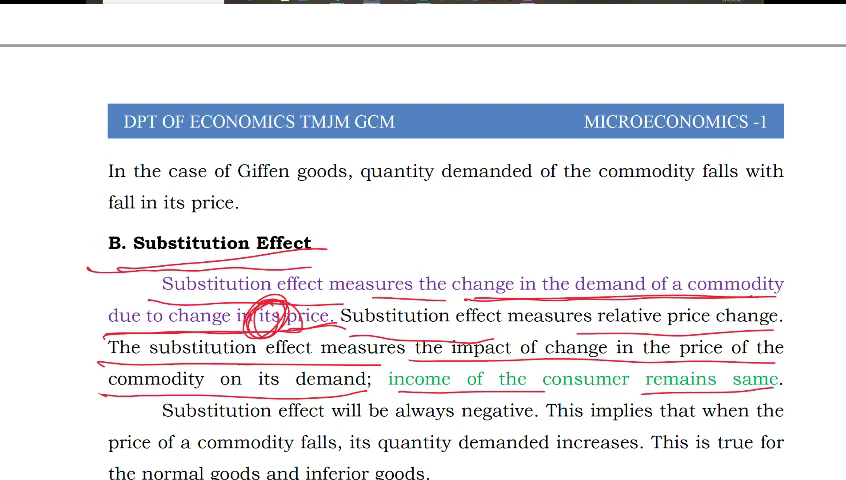 DPT OF ECONOMICS TMJM GCM MICROECONOMICS -1
In the case of Giffen goods, quantity demanded of the commodity falls with
fall in its price.
B. Substitution Effect
Substitution effect measures the change in the demand of a commodity
due to change in its price. Substitution effect measures relative price change.
The substitution effect measures the impact of change in the price of the
commodity on its demand; income of the consumer remains same.
Substitution effect will be always negative. This implies that when the
price of a commodity falls, its quantity demanded increases. This is true for
the normal goods and inferior goods.